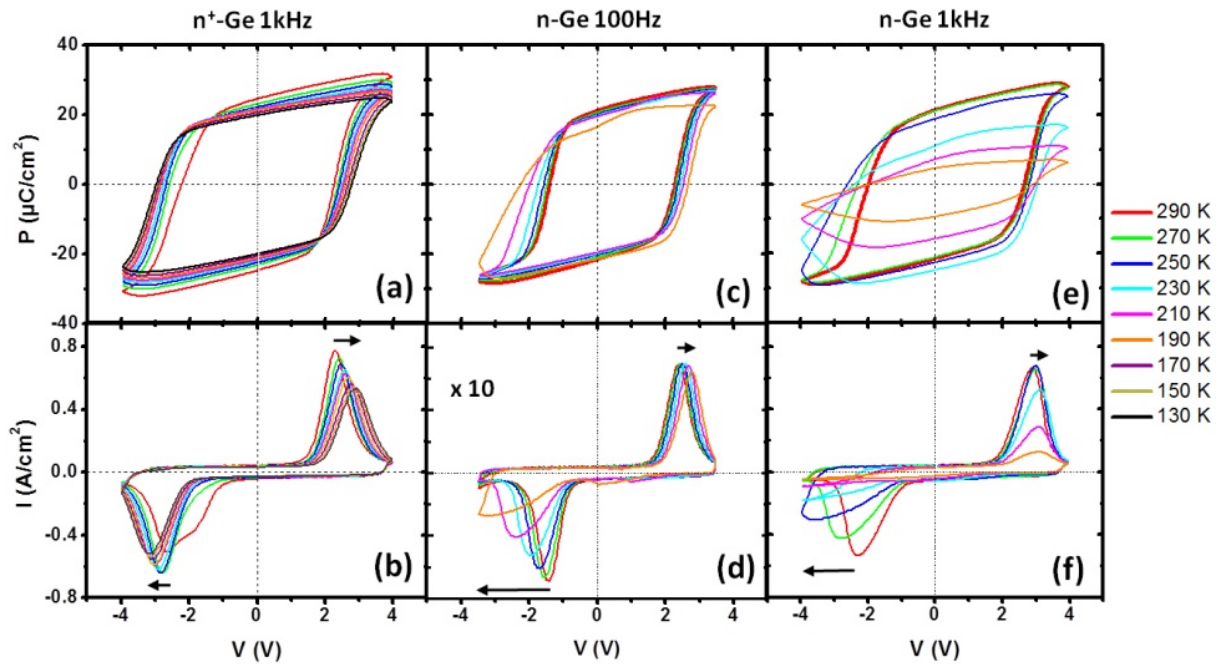 n⁺-Ge 1kHz
n-Ge 100Hz
n-Ge 1kHz
P (µC/cm²)
40
20
0
-20
-40
(a)
(c)
(e)
I (A/cm²)
0.8
0.4
0.0
-0.4
-0.8
(b)
x 10
(d)
(f)
-4 -2 0 2 4
-4 -2 0 2 4
-4 -2 0 2 4
V (V)
V (V)
V (V)
290 K
270 K
250 K
230 K
210 K
190 K
170 K
150 K
130 K